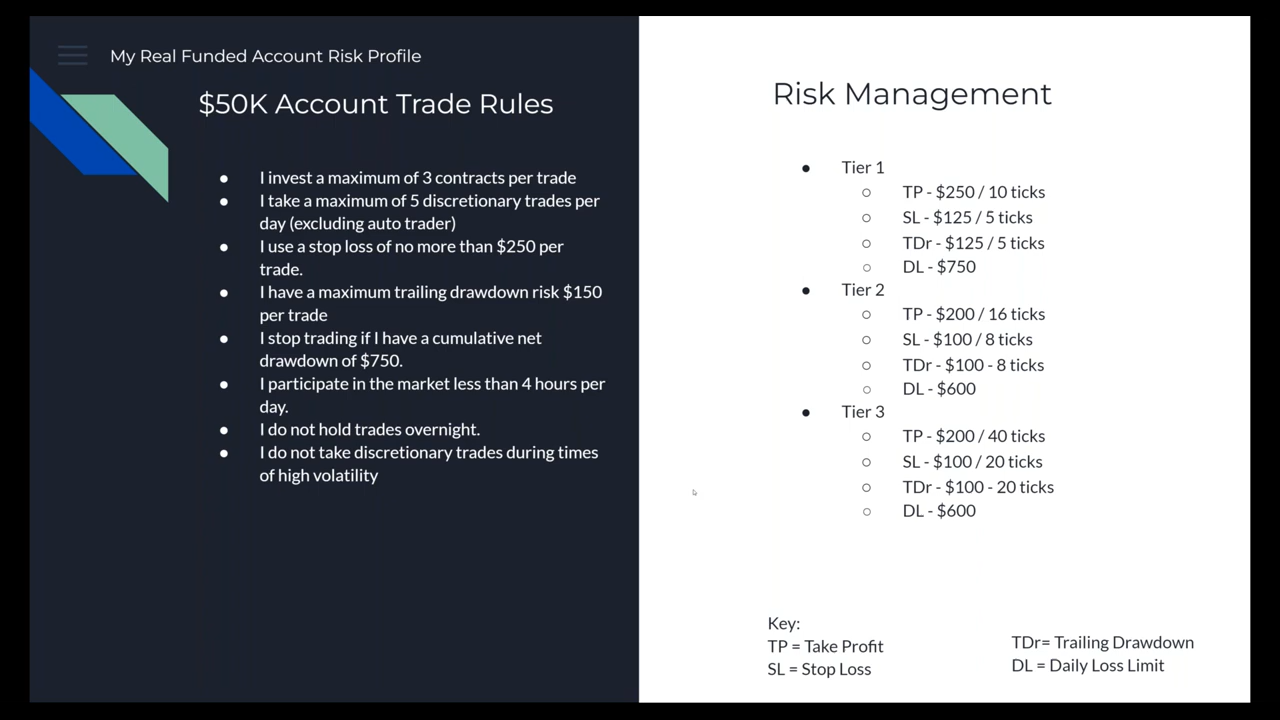 My Real Funded Account Risk Profile
$50K Account Trade Rules
● I invest a maximum of 3 contracts per trade
● I take a maximum of 5 discretionary trades per
day (excluding auto trader)
● I use a stop loss of no more than $250 per
trade.
● I have a maximum trailing drawdown risk $150
per trade
● I stop trading if I have a cumulative net
drawdown of $750.
● I participate in the market less than 4 hours per
day.
● I do not hold trades overnight.
● I do not take discretionary trades during times
of high volatility
Risk Management
● Tier 1
○ TP - $250 / 10 ticks
○ SL - $125 / 5 ticks
○ TDr - $125 / 5 ticks
○ DL - $750
● Tier 2
○ TP - $200 / 16 ticks
○ SL - $100 / 8 ticks
○ TDr - $100 - 8 ticks
○ DL - $600
● Tier 3
○ TP - $200 / 40 ticks
○ SL - $100 / 20 ticks
○ TDr - $100 - 20 ticks
○ DL - $600
Key:
TP = Take Profit
SL = Stop Loss
TDr= Trailing Drawdown
DL = Daily Loss Limit